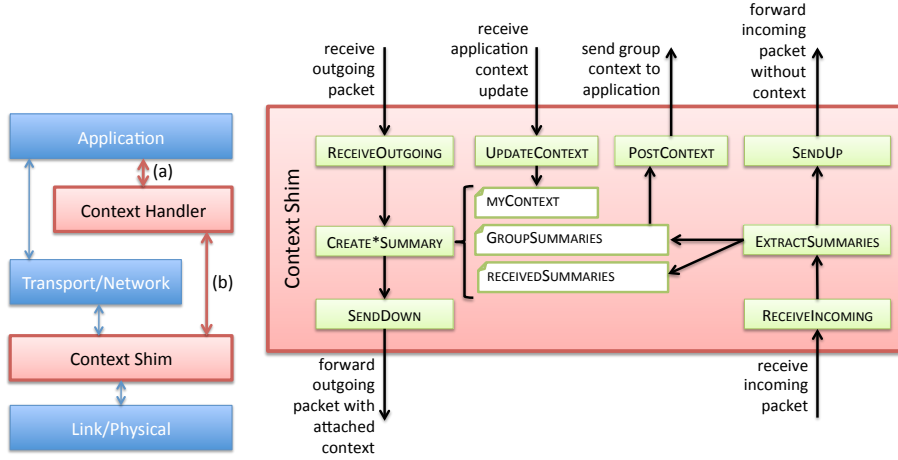 Application
(a)
Context Handler
Transport/Network
(b)
Context Shim
Link/Physical
receive
outgoing
packet
receive
application
context
update
send group
context to
application
forward
incoming
packet
without
context
Context Shim
RECEIVEOUTGOING
UPDATECONTEXT
POSTCONTEXT
SENDUP
MYCONTEXT
CREATE*SUMMARY
GROUPSUMMARIES
EXTRACTSUMMARIES
RECEIVEDSUMMARIES
SENDDOWN
RECEIVEINCOMING
forward
outgoing
packet with
attached
context
receive
incoming
packet